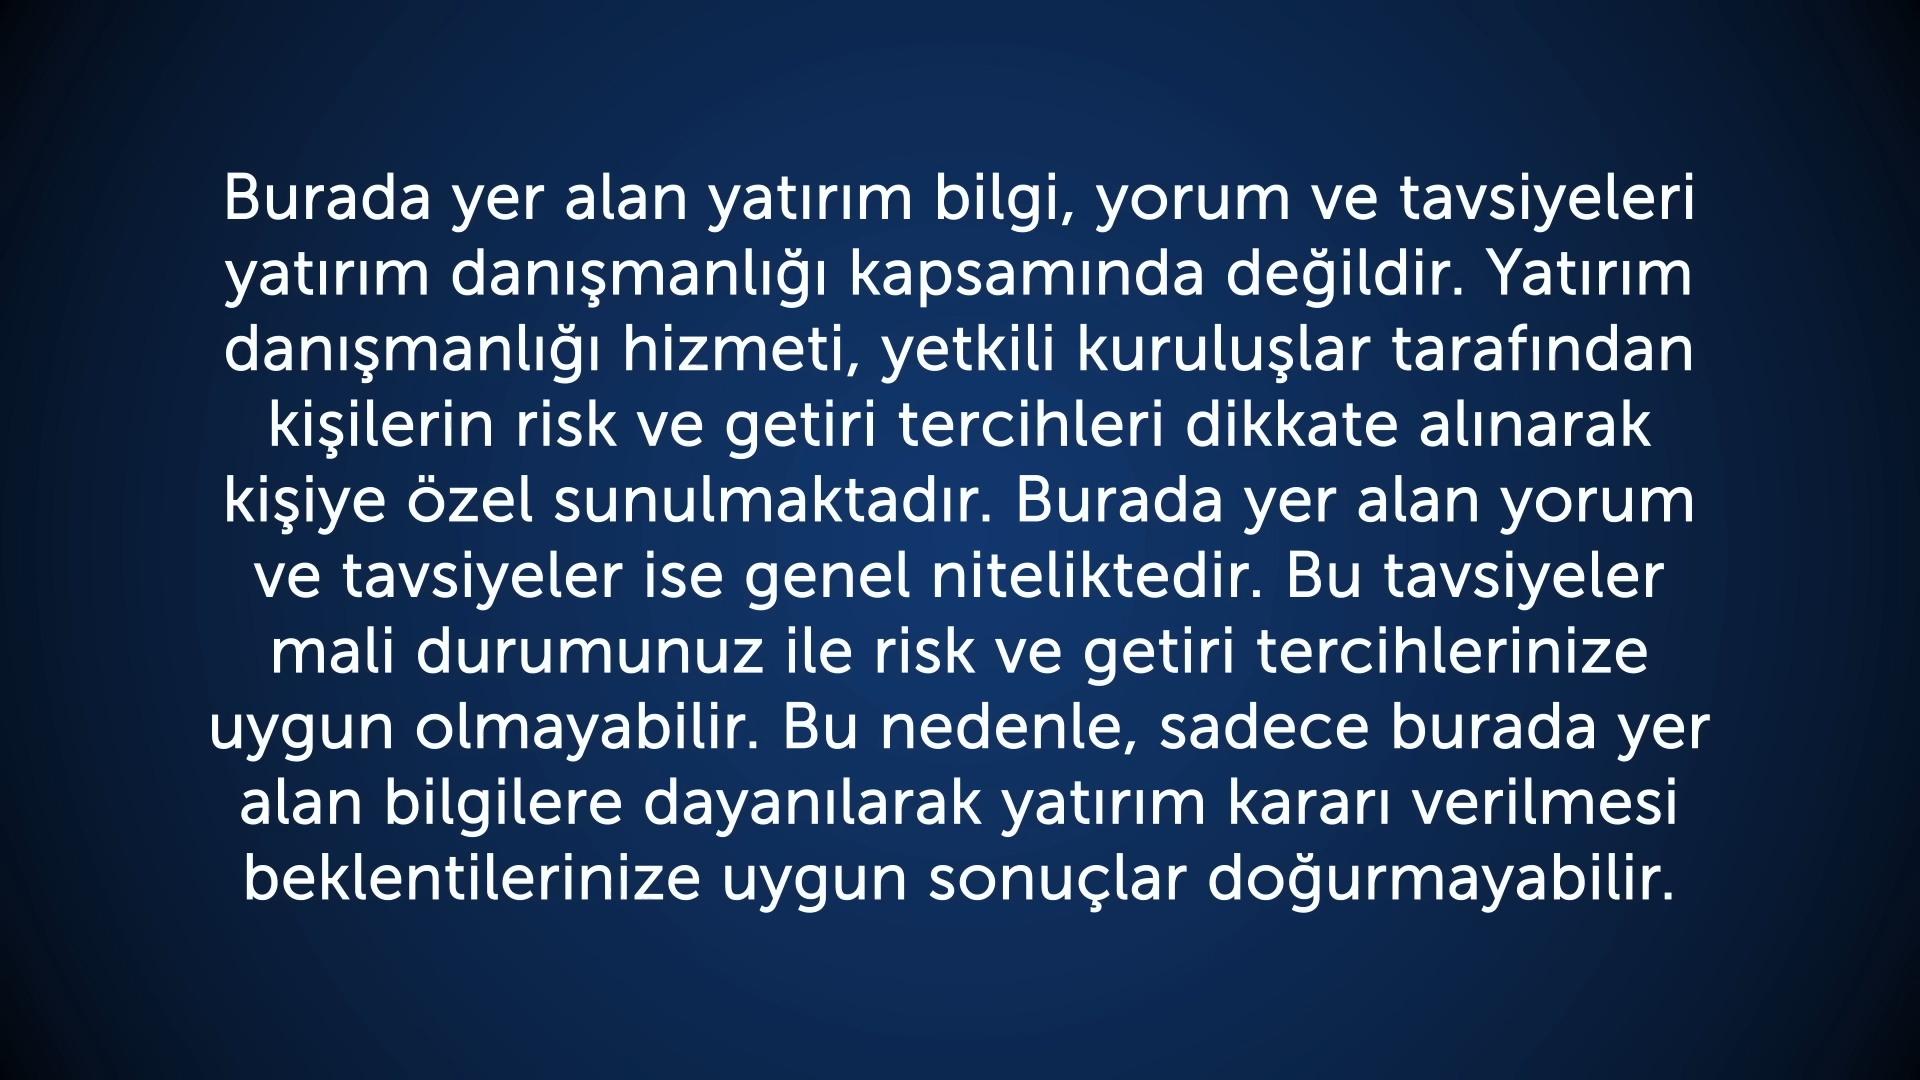 Burada yer alan yatırım bilgi, yorum ve tavsiyeleri
yatırım danışmanlığı kapsamında değildir. Yatırım
danışmanlığı hizmeti, yetkili kuruluşlar tarafından
kişilerin risk ve getiri tercihleri dikkate alınarak
kişiye özel sunulmaktadır. Burada yer alan yorum
ve tavsiyeler ise genel niteliktedir. Bu tavsiyeler
mali durumunuz ile risk ve getiri tercihlerinize
uygun olmayabilir. Bu nedenle, sadece burada yer
alan bilgilere dayanılarak yatırım kararı verilmesi
beklentilerinize uygun sonuçlar doğurmayabilir.